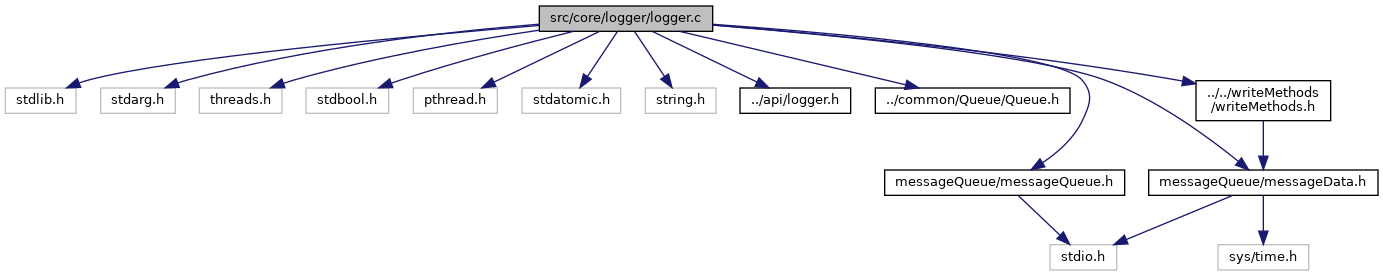 src/core/logger/logger.c
stdlib.h
stdarg.h
threads.h
stdbool.h
pthread.h
stdatomic.h
string.h
../api/logger.h
../common/Queue/Queue.h
../../writeMethods
/writeMethods.h
messageQueue/messageQueue.h
messageQueue/messageData.h
stdio.h
sys/time.h